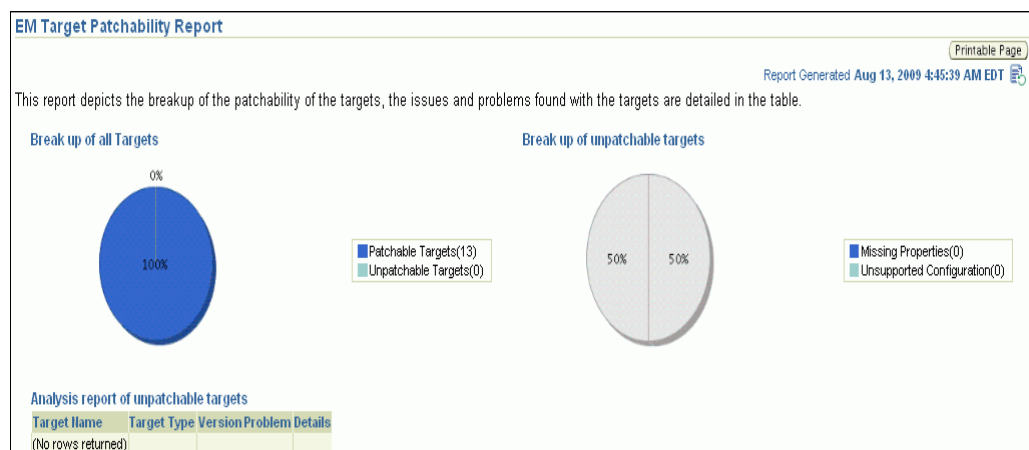 EM Target Patchability Report
Printable Page
Report Generated Aug 13, 2009 4:45:39 AM EDT
This report depicts the breakup of the patchability of the targets, the issues and problems found with the targets are detailed in the table.
Break up of all Targets
0%
100%
Patchable Targets(13)
Unpatchable Targets(0)
Break up of unpatchable targets
50% 50%
Missing Properties(0)
Unsupported Configuration(0)
Analysis report of unpatchable targets
Target Name Target Type Version Problem Details
(No rows returned)